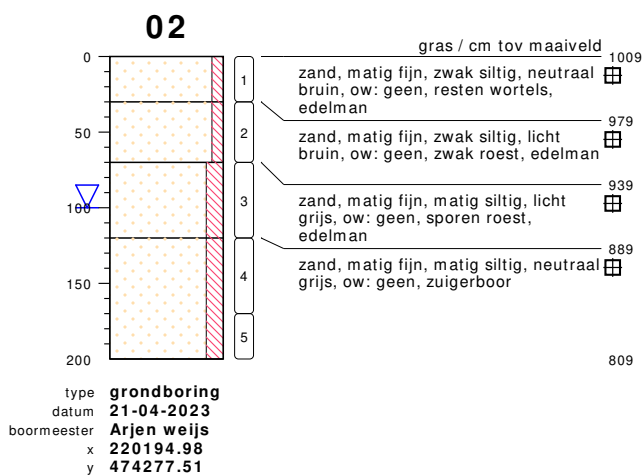 02
gras / cm tov maaiveld
0
1009
1
zand, matig fijn, zwak siltig, neutraal
bruin, ow: geen, resten wortels,
edelman
979
50
2
zand, matig fijn, zwak siltig, licht
bruin, ow: geen, zwak roest, edelman
939
100
3
zand, matig fijn, matig siltig, licht
grijs, ow: geen, sporen roest,
edelman
889
150
4
zand, matig fijn, matig siltig, neutraal
grijs, ow: geen, zuigerboor
5
200
809
type grondboring
datum 21-04-2023
boormeester Arjen weijs
x 220194.98
y 474277.51